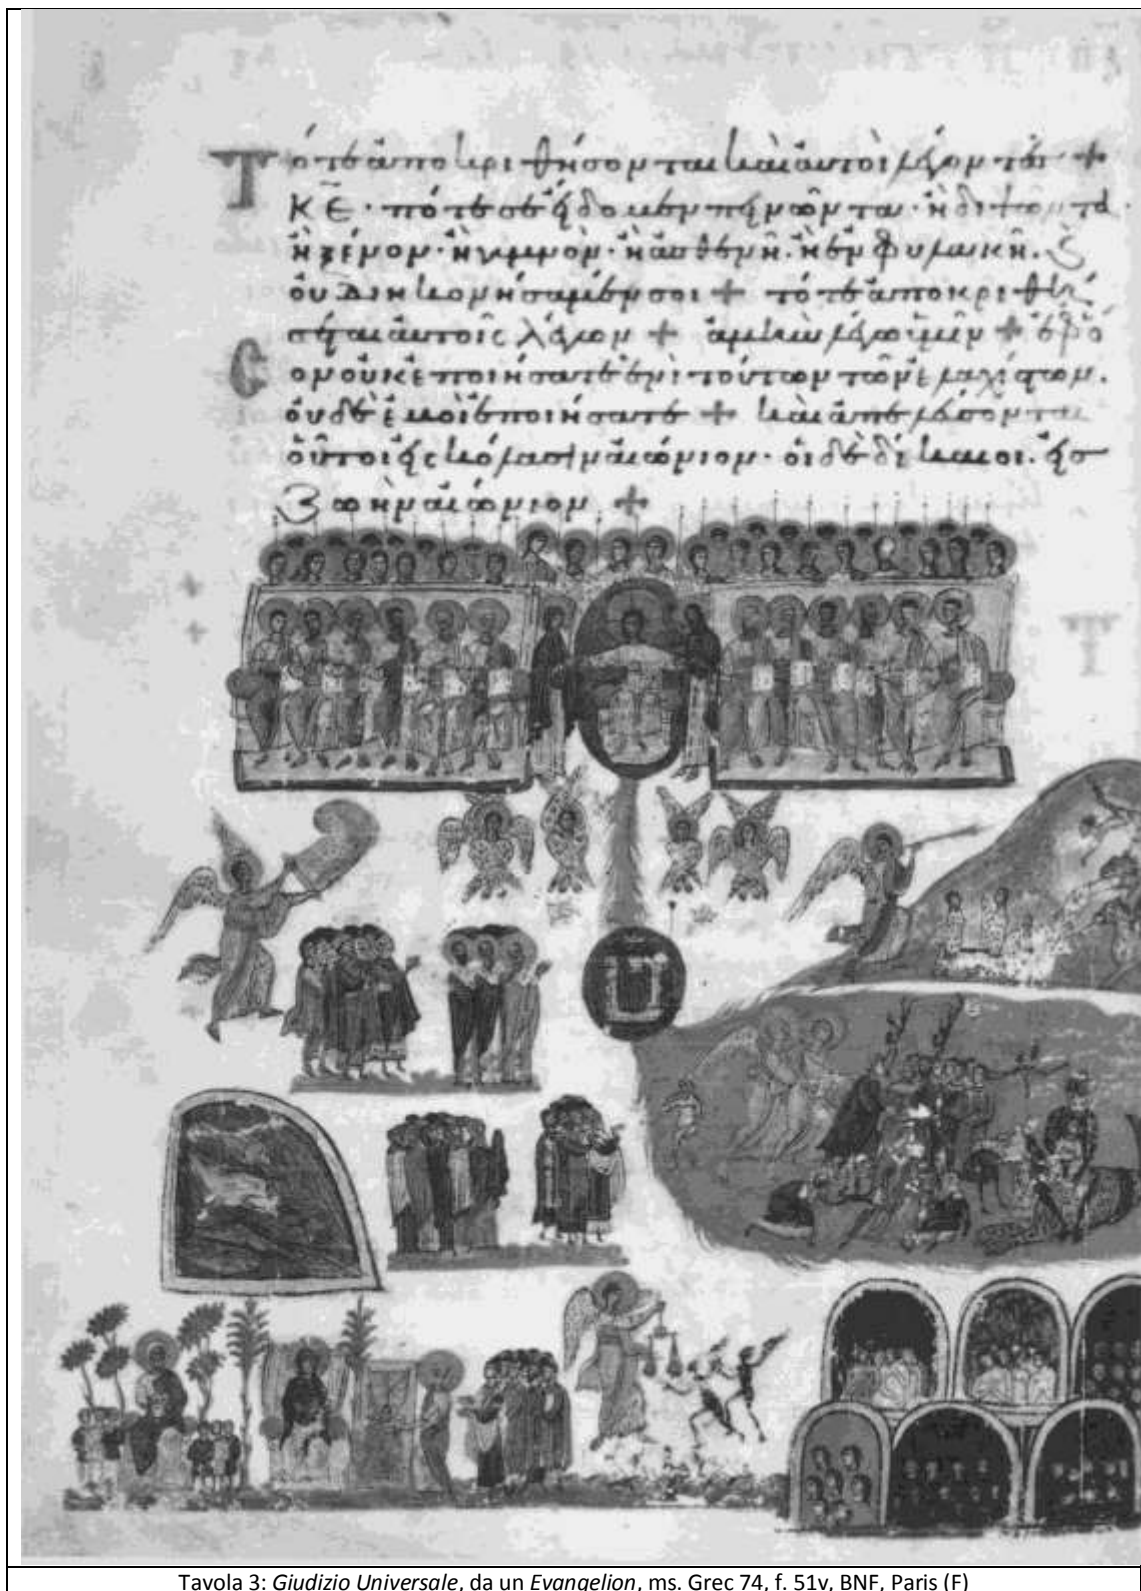 Τότε ἀποκριθήσονται καὶ αὐτοὶ λέγοντες +
ΚΕ · πότε σὲ εἴδομεν πεινῶντα · ἢ διψῶντα ·
ἢ ξένον · ἢ γυμνὸν · ἢ ἀσθενῆ · ἢ ἐν φυλακῆ . ϗ
οὐ διηκονήσαμέν σοι + τότε ἀποκριθή
σεται αὐτοῖς λέγων + ἀμὴν λέγω ὑμῖν + ἐφ ὅ
σον οὐκ ἐποιήσατε ἑνὶ τούτων τῶν ἐλαχίστων .
οὐδὲ ἐμοὶ ἐποιήσατε + καὶ ἀπελεύσονται
οὗτοι εἰς κόλασιν αἰώνιον · οἱ δὲ δίκαιοι . εἰς
ζωὴν αἰώνιον +
Tavola 3: Giudizio Universale, da un Evangelion, ms. Grec 74, f. 51v, BNF, Paris (F)